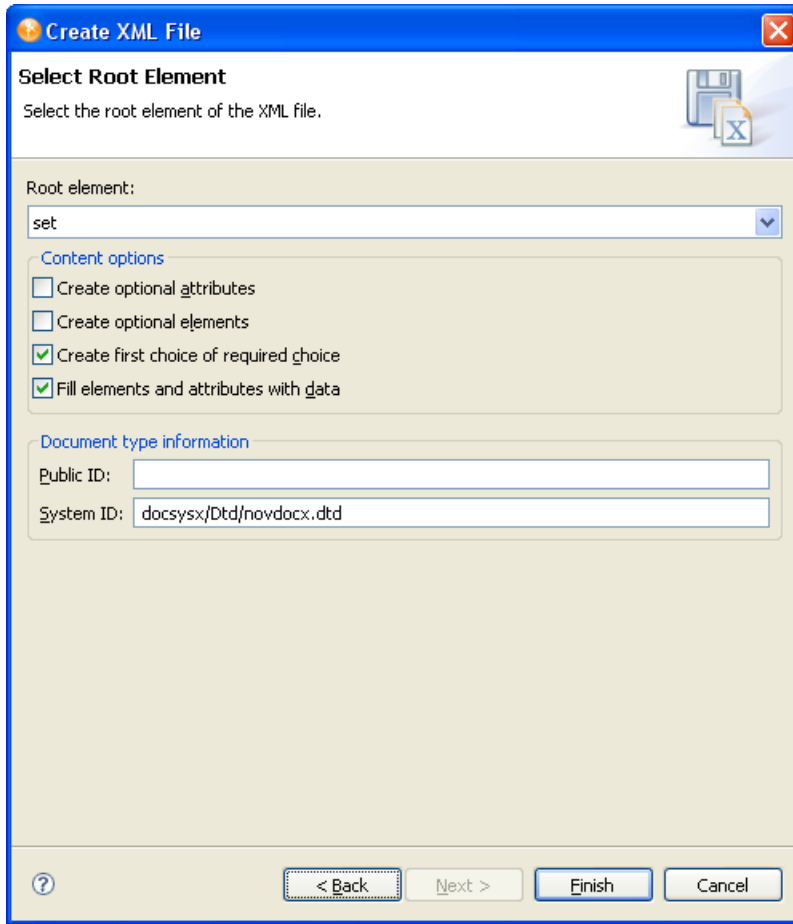 Create XML File
Select Root Element
Select the root element of the XML file.
Root element:
set
Content options
Create optional attributes
Create optional elements
Create first choice of required choice
Fill elements and attributes with data
Document type information
Public ID:
System ID: docsysx/Dtd/novdocx.dtd
? < Back Next > Finish Cancel